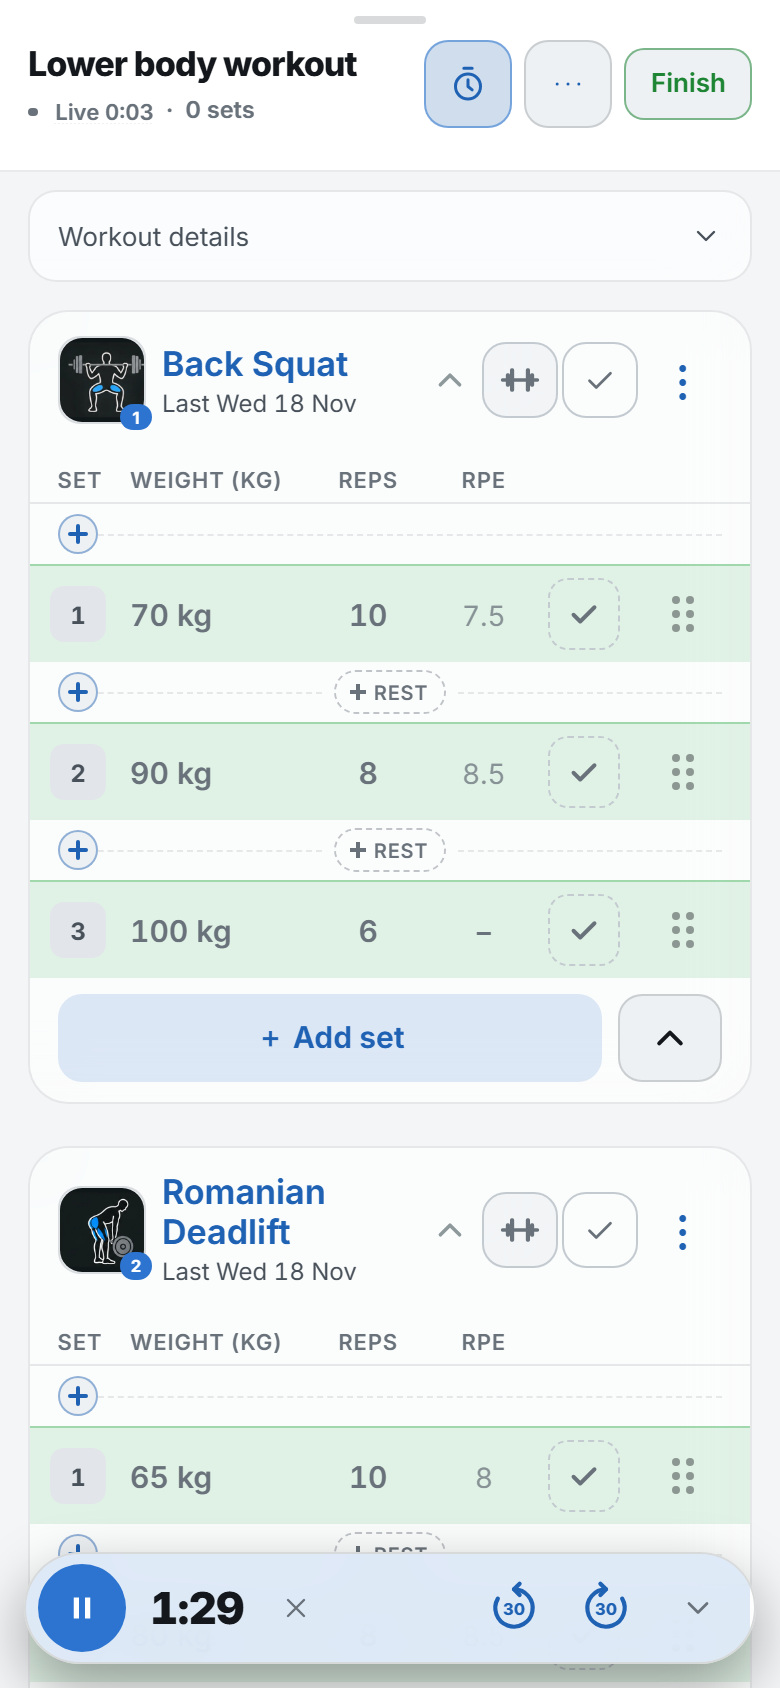 Lower body workout
Live 0:03 · 0 sets
Finish
Workout details
Back Squat
1
Last Wed 18 Nov
SET WEIGHT (KG) REPS RPE
1 70 kg 10 7.5
+ REST
2 90 kg 8 8.5
+ REST
3 100 kg 6 –
+ Add set
Romanian
Deadlift
2
Last Wed 18 Nov
SET WEIGHT (KG) REPS RPE
1 65 kg 10 8
+ REST
1:29 30 30